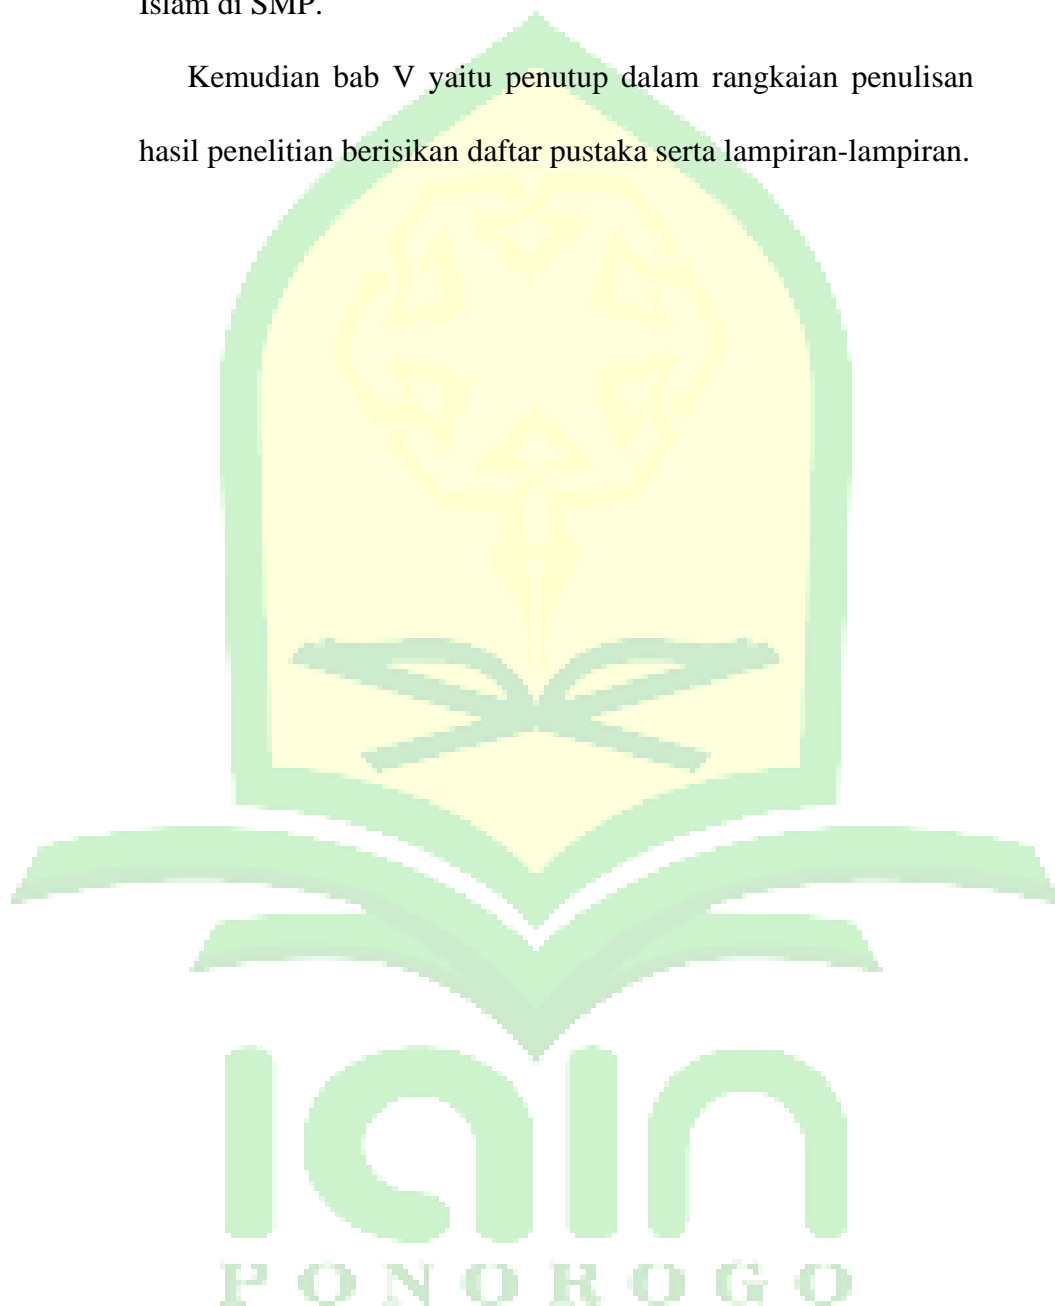 Islam di SMP.
Kemudian bab V yaitu penutup dalam rangkaian penulisan
hasil penelitian berisikan daftar pustaka serta lampiran-lampiran.
iain
PONOROGO